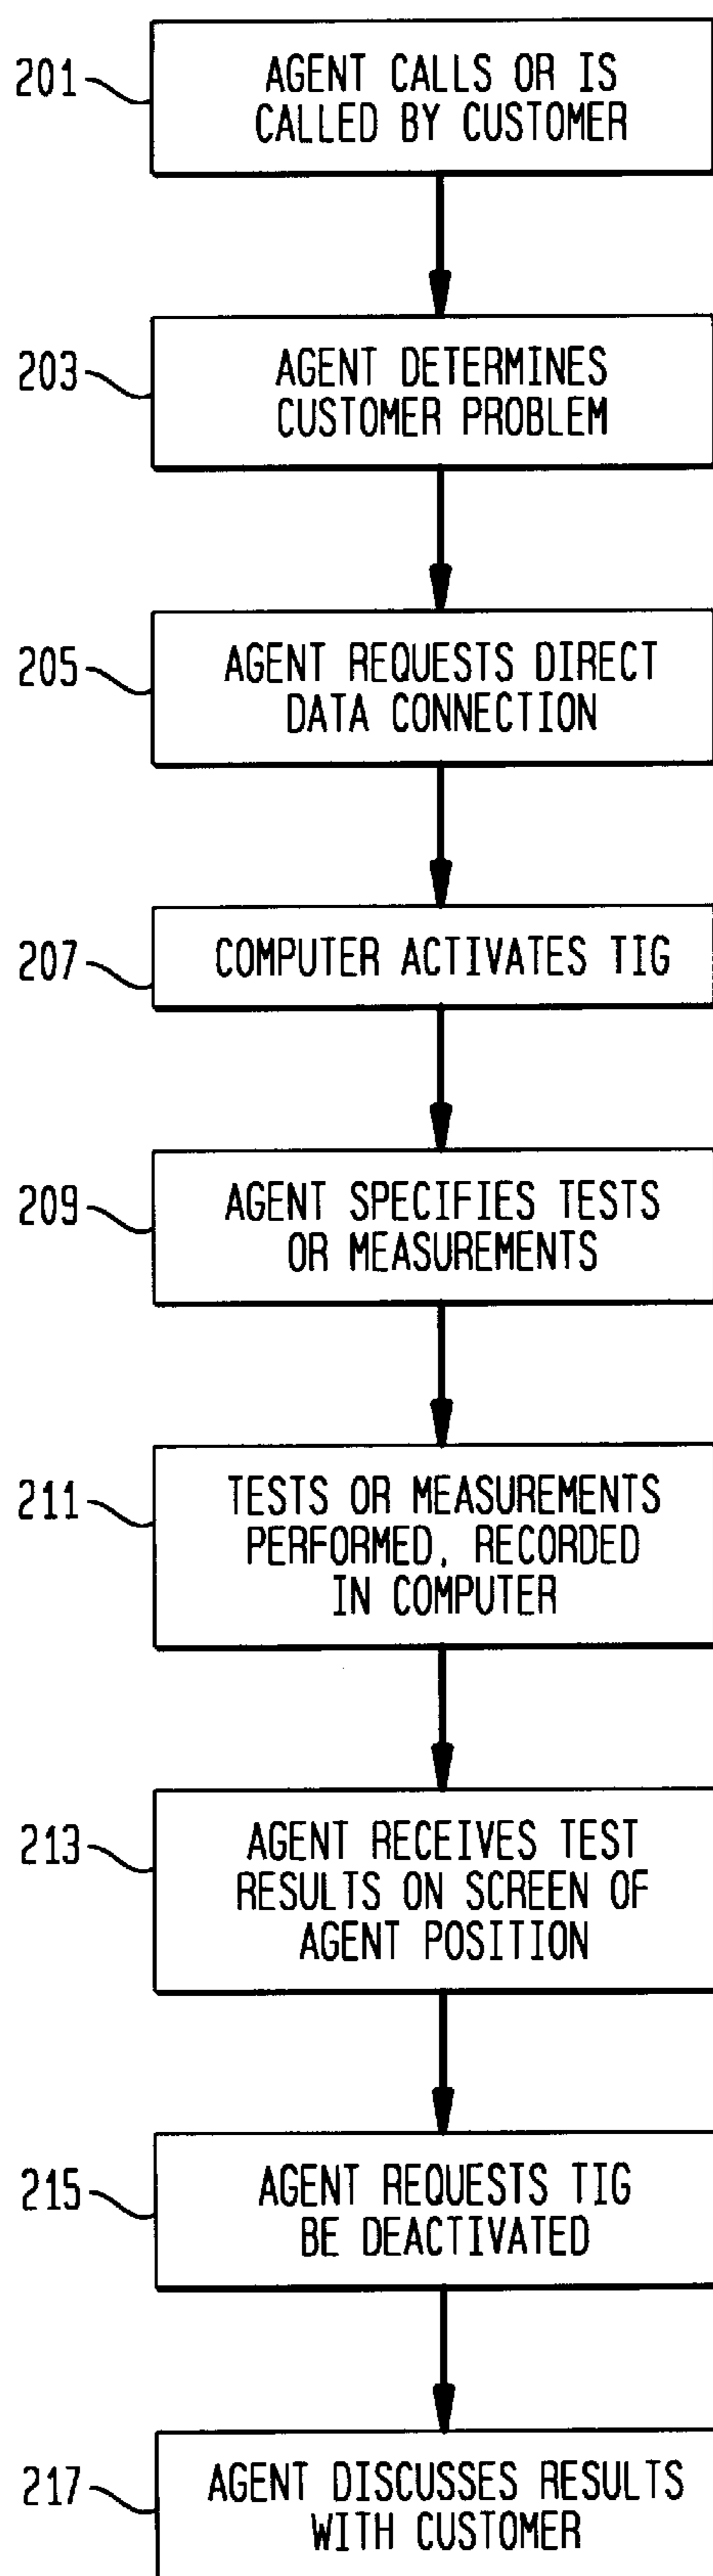 201
AGENT CALLS OR IS
CALLED BY CUSTOMER
203
AGENT DETERMINES
CUSTOMER PROBLEM
205
AGENT REQUESTS DIRECT
DATA CONNECTION
207
COMPUTER ACTIVATES TIG
209
AGENT SPECIFIES TESTS
OR MEASUREMENTS
211
TESTS OR MEASUREMENTS
PERFORMED, RECORDED
IN COMPUTER
213
AGENT RECEIVES TEST
RESULTS ON SCREEN OF
AGENT POSITION
215
AGENT REQUESTS TIG
BE DEACTIVATED
217
AGENT DISCUSSES RESULTS
WITH CUSTOMER